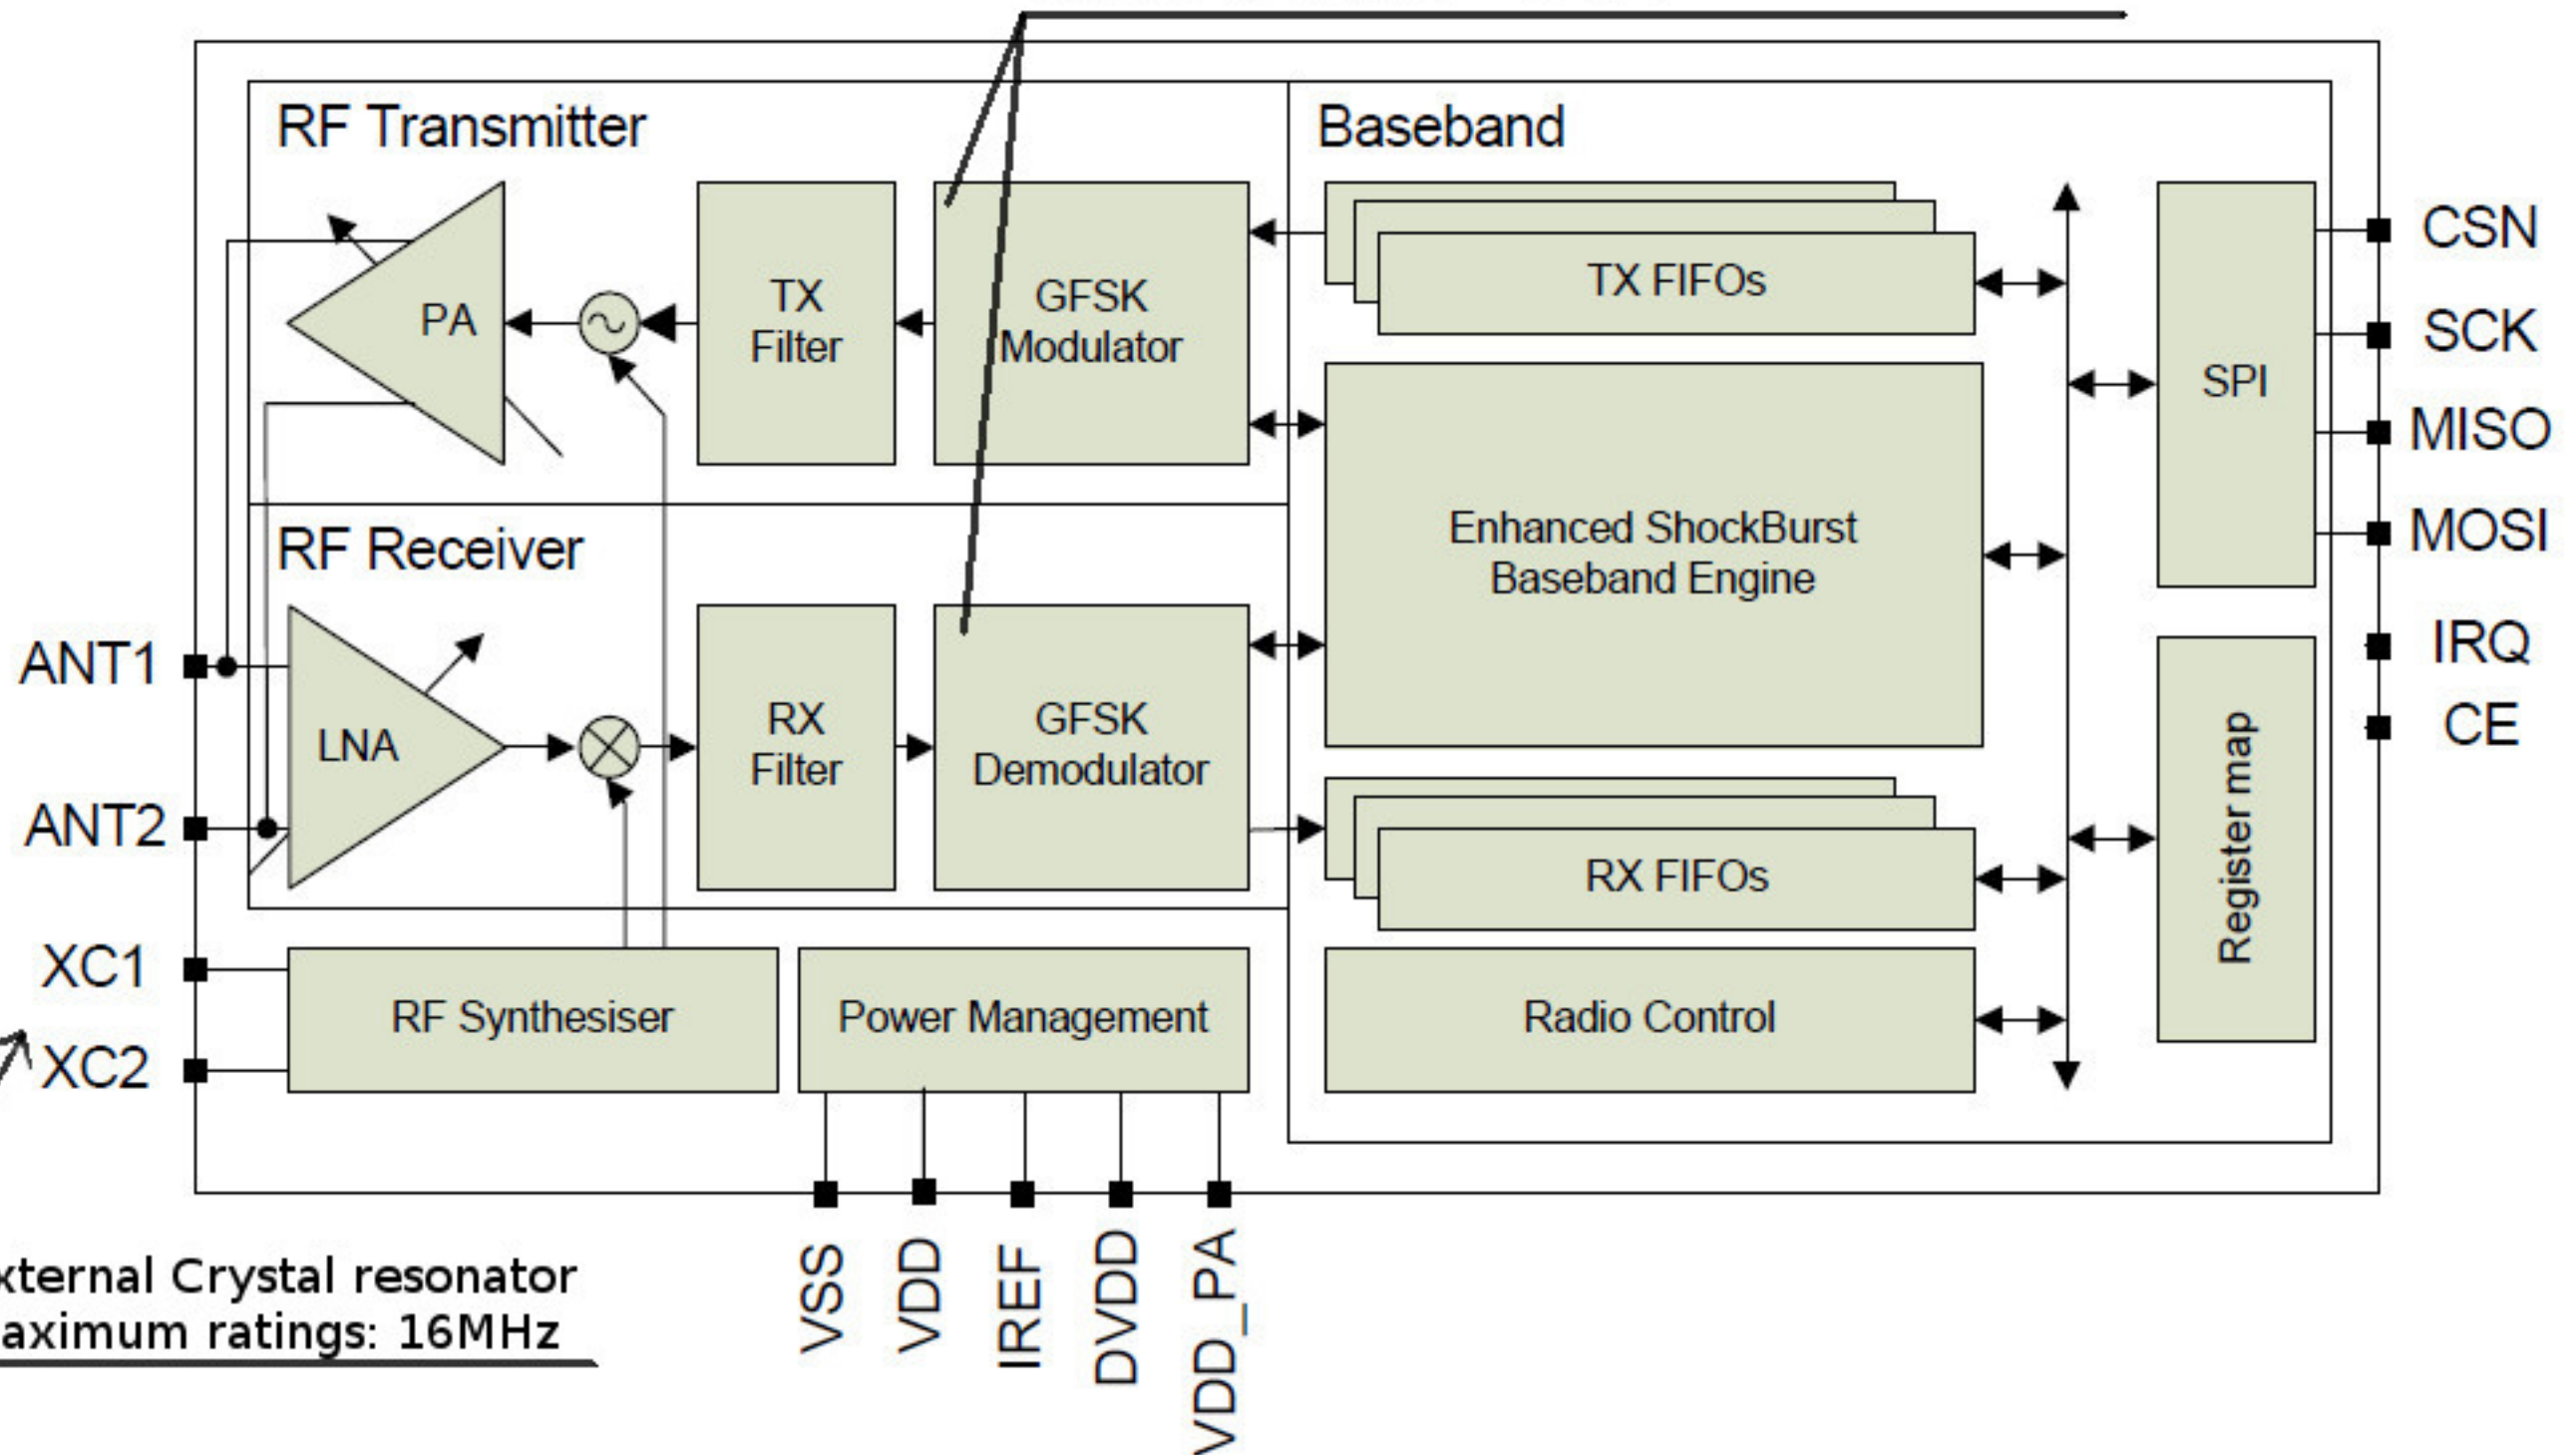 RF Transmitter
Baseband
PA
TX
Filter
GFSK
Modulator
TX FIFOs
SPI
CSN
SCK
MISO
MOSI
IRQ
CE
Enhanced ShockBurst
Baseband Engine
RF Receiver
ANT1
ANT2
LNA
RX
Filter
GFSK
Demodulator
RX FIFOs
Register map
XC1
XC2
RF Synthesiser
Power Management
Radio Control
VSS
VDD
IREF
DVDD
VDD_PA
xternal Crystal resonator
aximum ratings: 16MHz